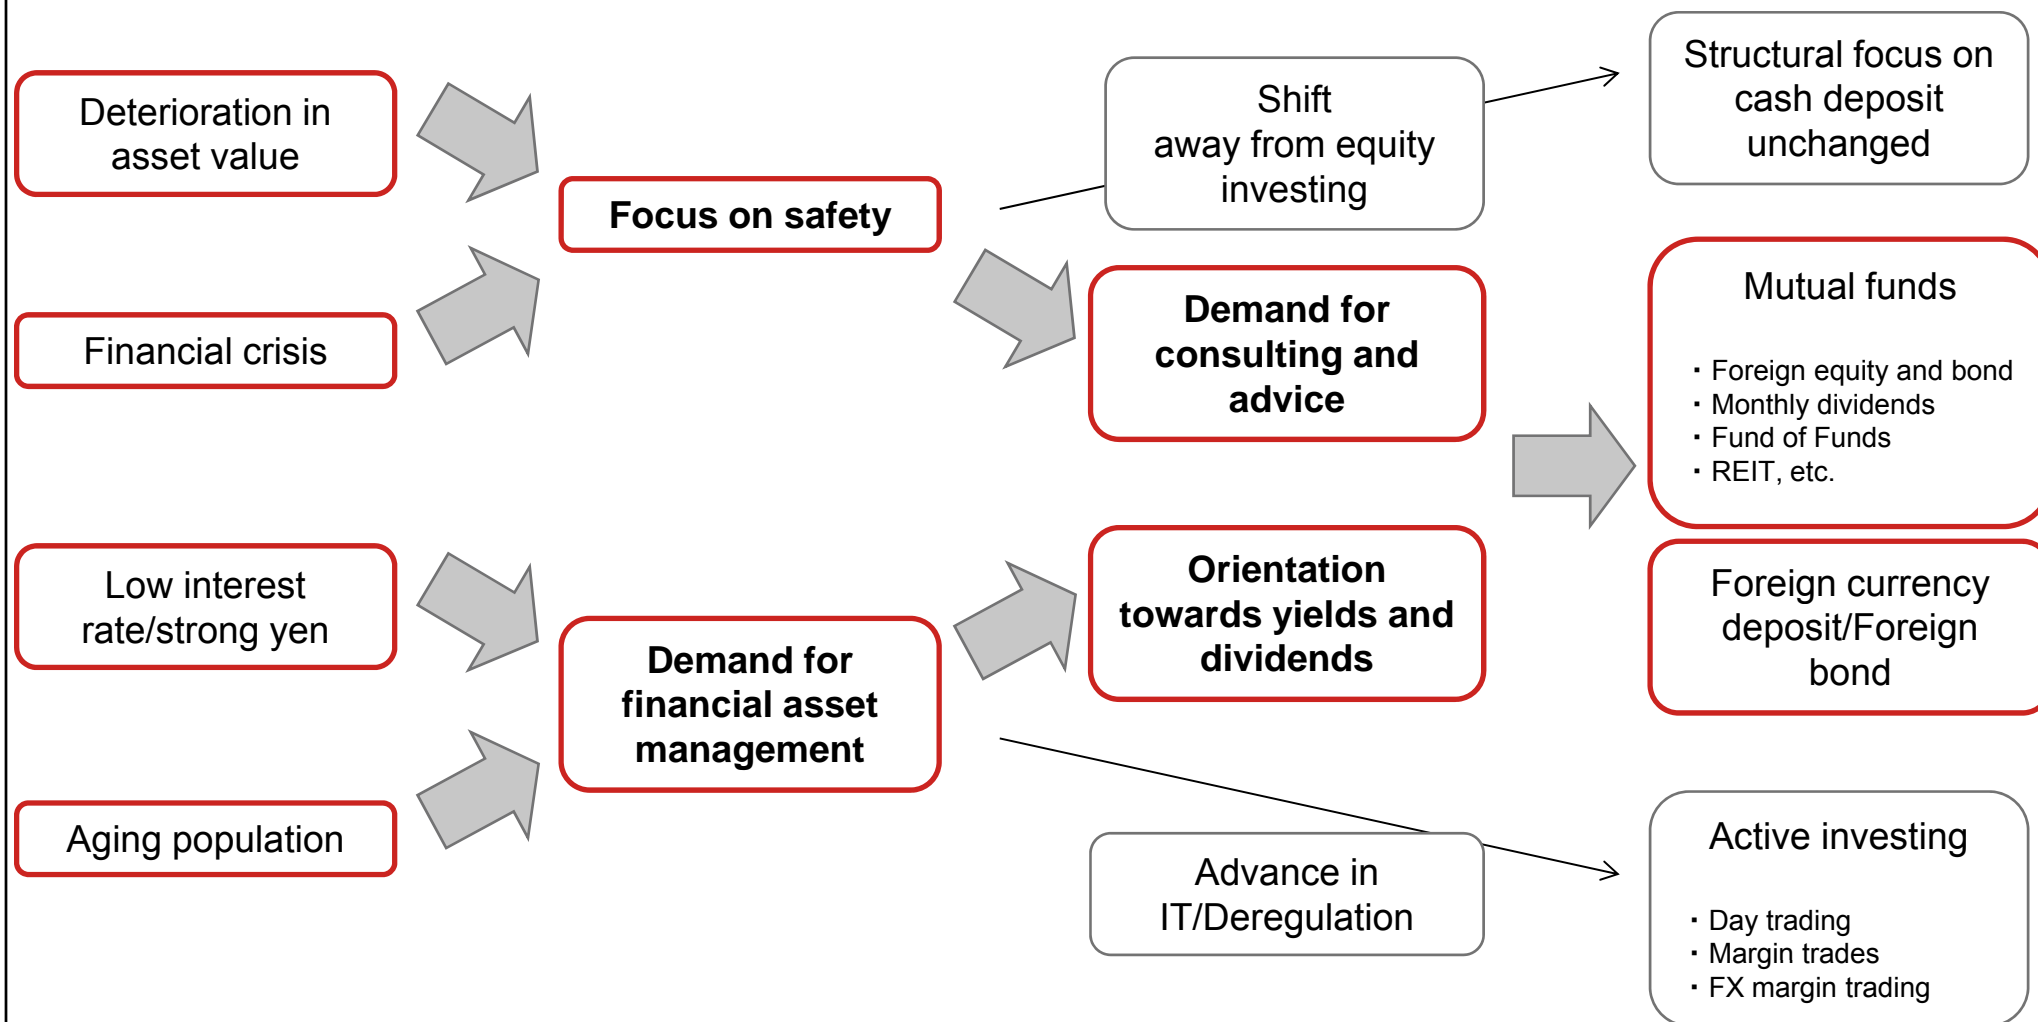 Deterioration in
asset value
Financial crisis
Low interest
rate/strong yen
Aging population
Focus on safety
Demand for
financial asset
management
Shift
away from equity
investing
Demand for
consulting and
advice
Orientation
towards yields and
dividends
Advance in
IT/Deregulation
Structural focus on
cash deposit
unchanged
Mutual funds
・Foreign equity and bond
・Monthly dividends
・Fund of Funds
・REIT, etc.
Foreign currency
deposit/Foreign
bond
Active investing
・Day trading
・Margin trades
・FX margin trading